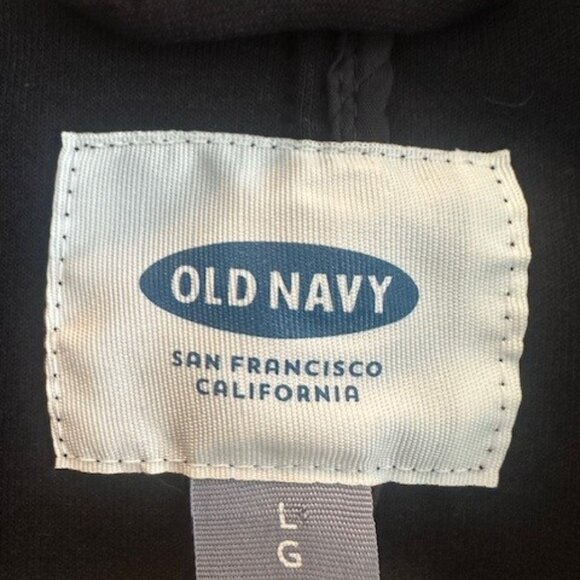 OLD NAVY
SAN FRANCISCO
CALIFORNIA
L
G